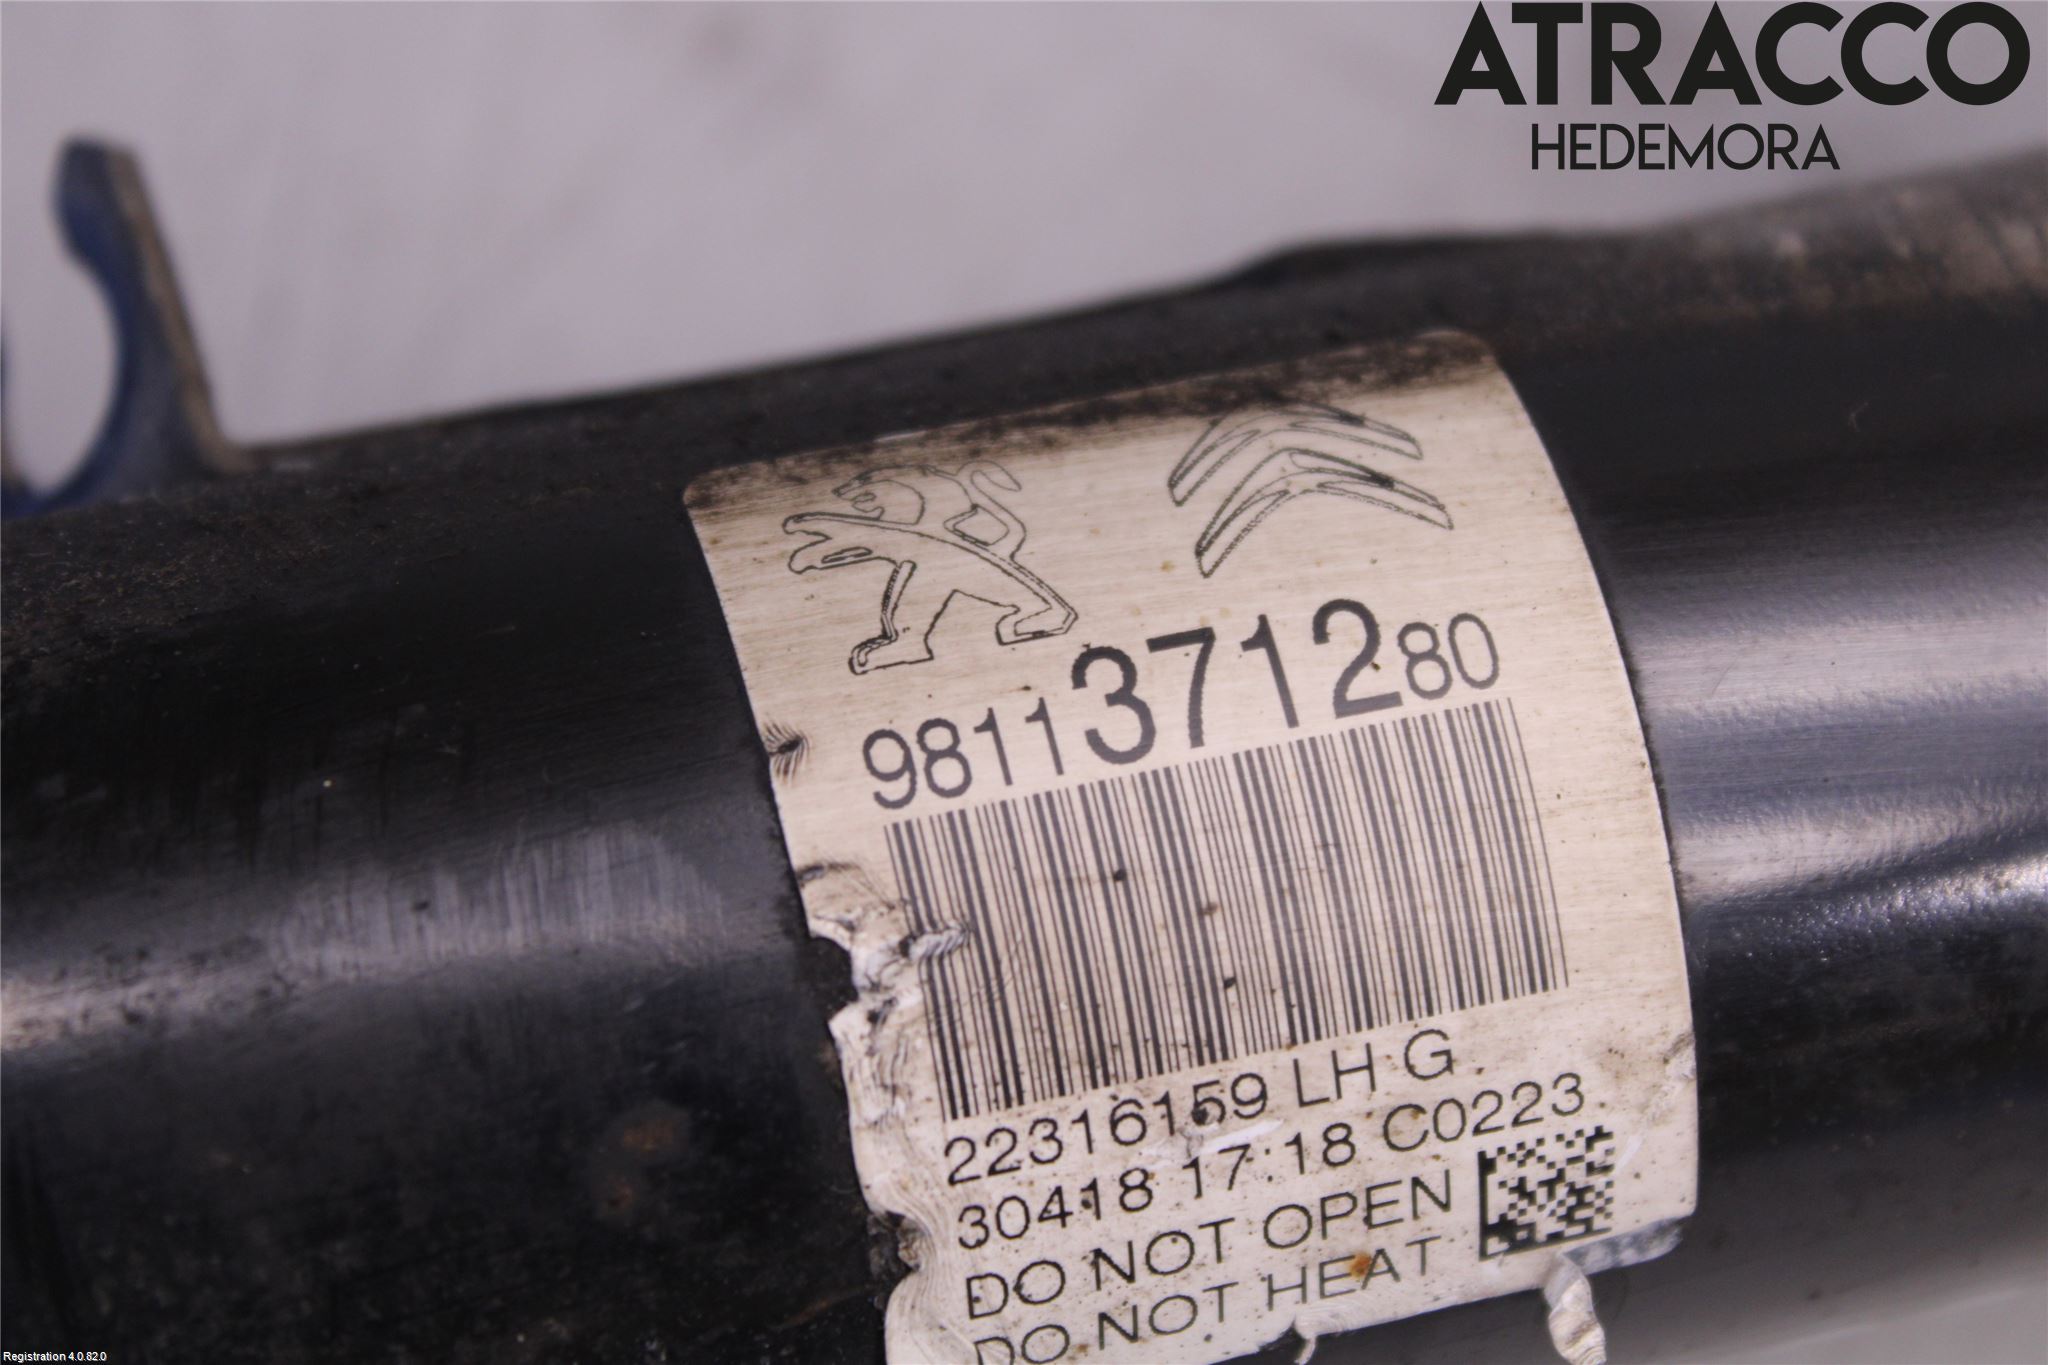 ATRACCO
HEDEMORA
9811371280
22316159 LH G
30418 17:18 C0223
DO NOT OPEN
DO NOT HEAT
Registration 4.0.82.0